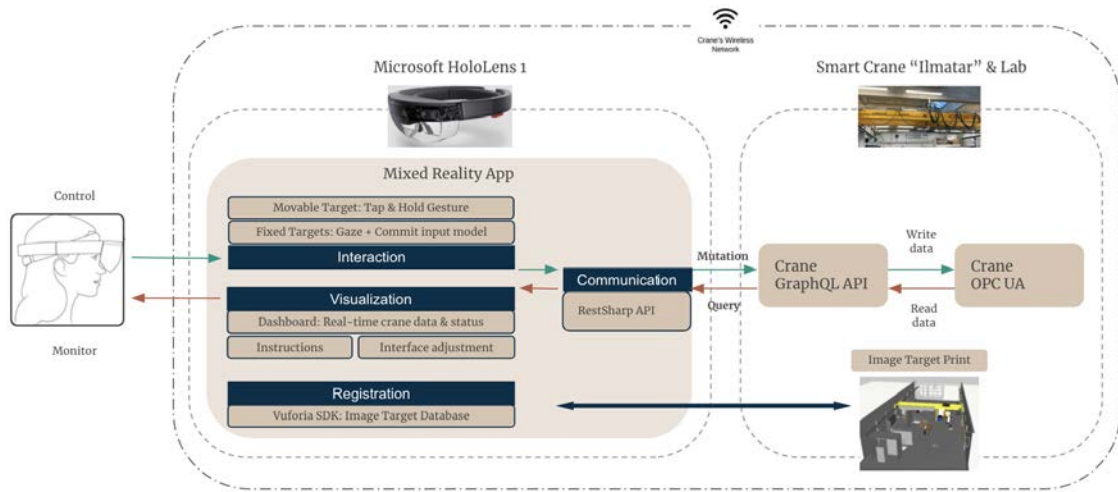 Crane's Wireless
Network
Microsoft HoloLens 1
Smart Crane “Ilmatar” & Lab
Mixed Reality App
Control
Movable Target: Tap & Hold Gesture
Fixed Targets: Gaze + Commit input model
Interaction
Visualization
Dashboard: Real-time crane data & status
Instructions
Interface adjustment
Monitor
Registration
Vuforia SDK: Image Target Database
Communication
RestSharp API
Mutation
Query
Crane
GraphQL API
Write
data
Read
data
Crane
OPC UA
Image Target Print